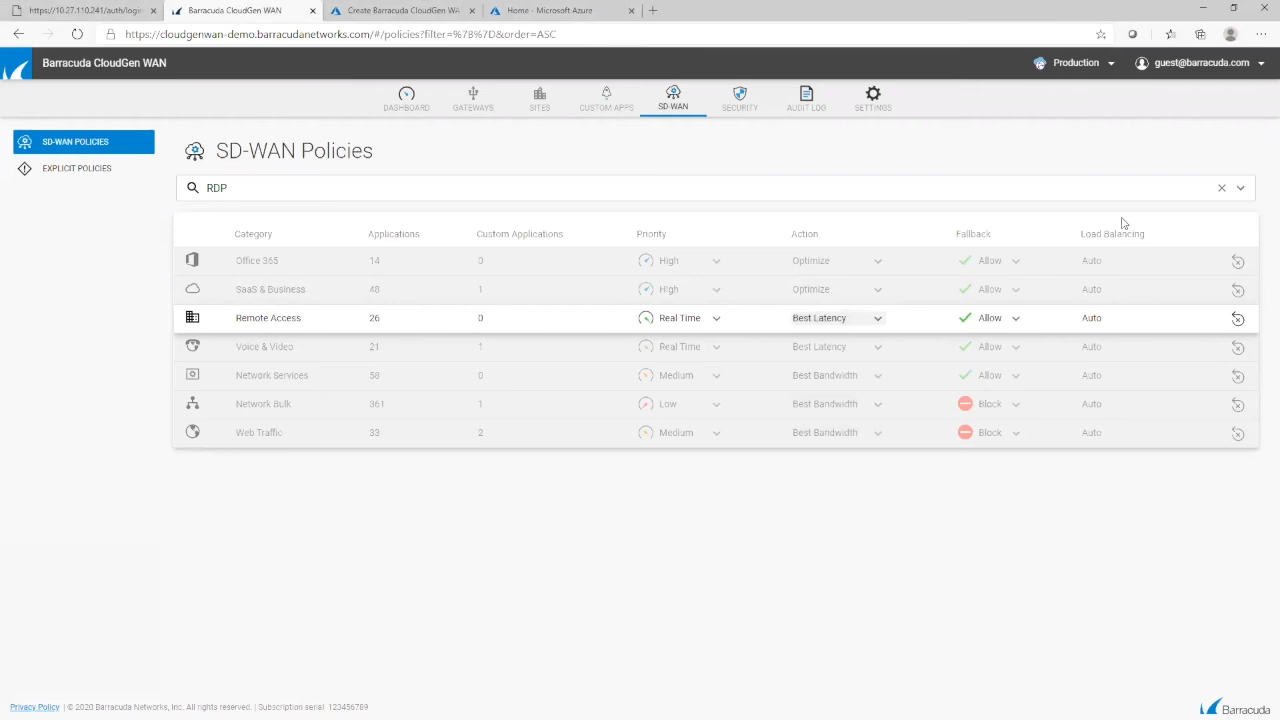 https://10.27.110.241/auth/login
Barracuda CloudGen WAN
Create Barracuda CloudGen WAN
Home - Microsoft Azure
https://cloudgenwan-demo.barracudanetworks.com/#/policies?filter=%7B%7D&order=ASC
Barracuda CloudGen WAN
Production
guest@barracuda.com
DASHBOARD GATEWAYS SITES CUSTOM APPS SD-WAN SECURITY AUDIT LOG SETTINGS
SD-WAN POLICIES
EXPLICIT POLICIES
SD-WAN Policies
RDP
Category Applications Custom Applications Priority Action Fallback Load Balancing
Office 365 14 0 High Optimize Allow Auto
SaaS & Business 48 1 High Optimize Allow Auto
Remote Access 26 0 Real Time Best Latency Allow Auto
Voice & Video 21 1 Real Time Best Latency Allow Auto
Network Services 58 0 Medium Best Bandwidth Allow Auto
Network Bulk 361 1 Low Best Bandwidth Block Auto
Web Traffic 33 2 Medium Best Bandwidth Block Auto
Privacy Policy | © 2020 Barracuda Networks, Inc. All rights reserved. | Subscription serial 123456789
Barracuda